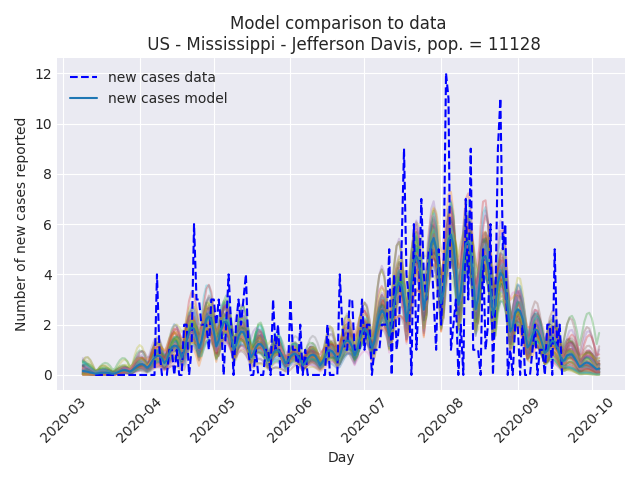 Model comparison to data
US - Mississippi - Jefferson Davis, pop. = 11128
new cases data
new cases model
Number of new cases reported
12
10
8
6
4
2
0
2020-03
2020-04
2020-05
2020-06
2020-07
2020-08
2020-09
2020-10
Day